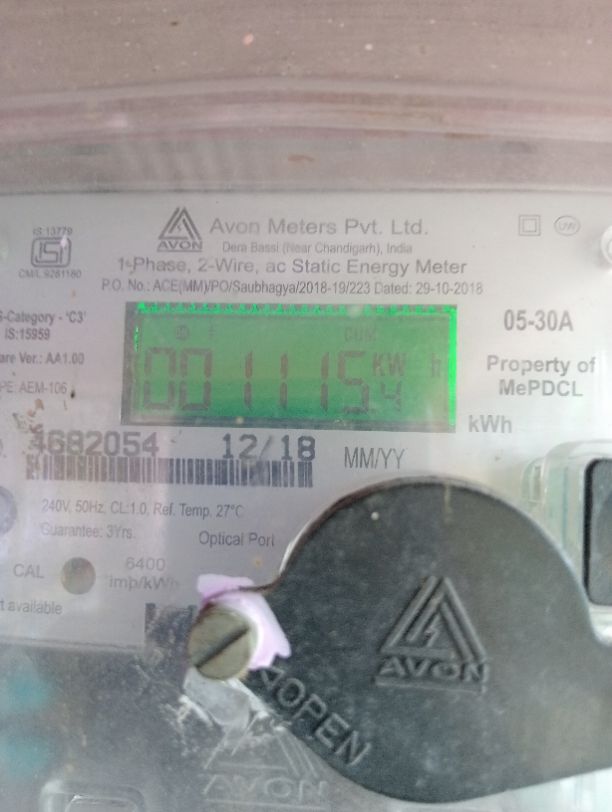 IS:13779
ISI
CM/L 9261160
AVON
Avon Meters Pvt. Ltd.
Dera Bassi (Near Chandigarh), India
1-Phase, 2-Wire, ac Static Energy Meter
P.O. No.: ACE(MM)/PO/Saubhagya/2018-19/223 Dated: 29-10-2018
-Category - 'C3'
IS:15959
are Ver.: AA1.00
PE: AEM-106
CUM
001115.4 KW h
05-30A
Property of
MePDCL
kWh
4682054 12/18 MM/YY
240V, 50Hz, CL:1.0, Ref. Temp. 27°C
Guarantee: 3Yrs.
Optical Port
CAL
6400
imp/kWh
t available
AVON
OPEN
AVON